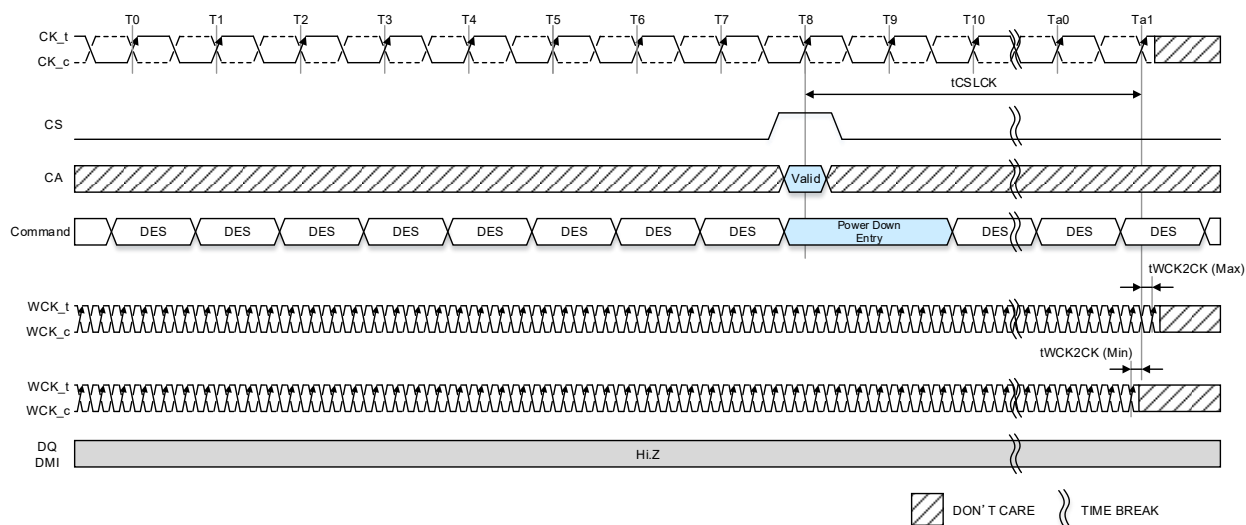 T0 T1 T2 T3 T4 T5 T6 T7 T8 T9 T10 Ta0 Ta1
CK_t
CK_c
tCSLCK
CS
CA Valid
Command DES DES DES DES DES DES DES DES Power Down Entry DES DES DES
tWCK2CK (Max)
WCK_t
WCK_c
tWCK2CK (Min)
WCK_t
WCK_c
DQ
DMI
Hi.Z
DON'T CARE TIME BREAK